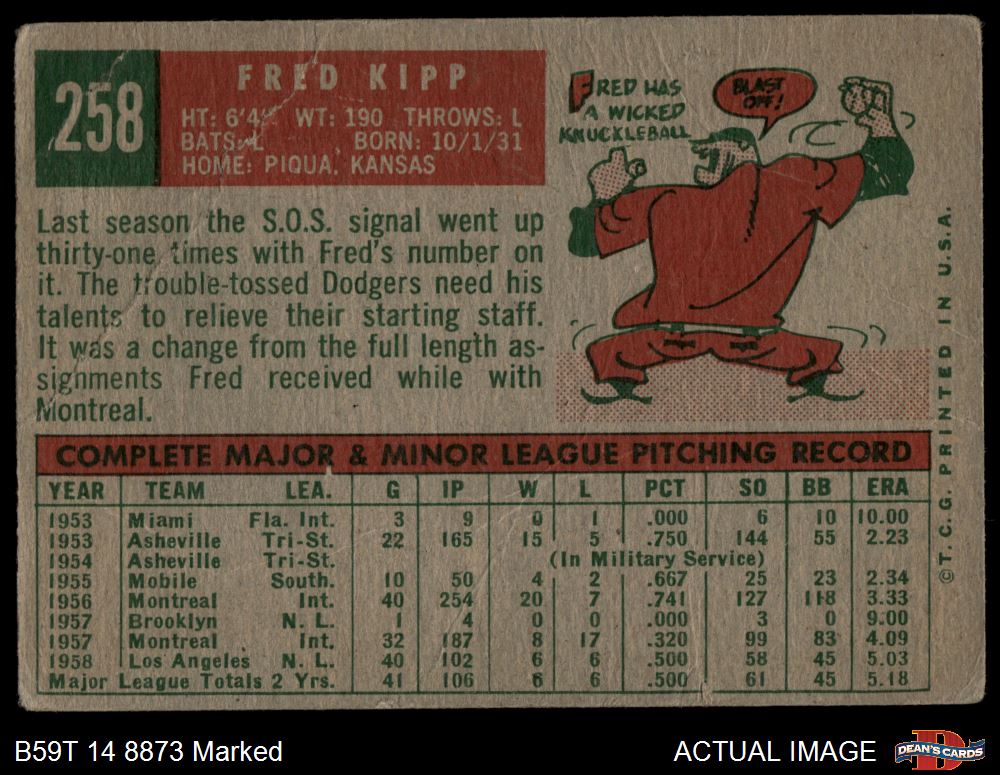 258
FRED KIPP
HT: 6'4" WT: 190 THROWS: L
BATS: L BORN: 10/1/31
HOME: PIQUA, KANSAS
FRED HAS
A WICKED
KNUCKLEBALL
BLAST
OFF!
Last season the S.O.S. signal went up
thirty-one times with Fred's number on
it. The trouble-tossed Dodgers need his
talents to relieve their starting staff.
It was a change from the full length as-
signments Fred received while with
Montreal.
COMPLETE MAJOR & MINOR LEAGUE PITCHING RECORD
YEAR TEAM LEA. G IP W L PCT SO BB ERA
1953 Miami Fla. Int. 3 9 0 1 .000 6 10 10.00
1953 Asheville Tri-St. 22 165 15 5 .750 144 55 2.23
1954 Asheville Tri-St. (In Military Service)
1955 Mobile South. 10 50 4 2 .667 25 23 2.34
1956 Montreal Int. 40 254 20 7 .741 127 118 3.33
1957 Brooklyn N. L. 1 4 0 0 .000 3 0 9.00
1957 Montreal Int. 32 187 8 17 .320 99 83 4.09
1958 Los Angeles N. L. 40 102 6 6 .500 58 45 5.03
Major League Totals 2 Yrs. 41 106 6 6 .500 61 45 5.18
© T. C. G. PRINTED IN U.S.A.
B59T 14 8873 Marked
ACTUAL IMAGE
DEAN'S CARDS